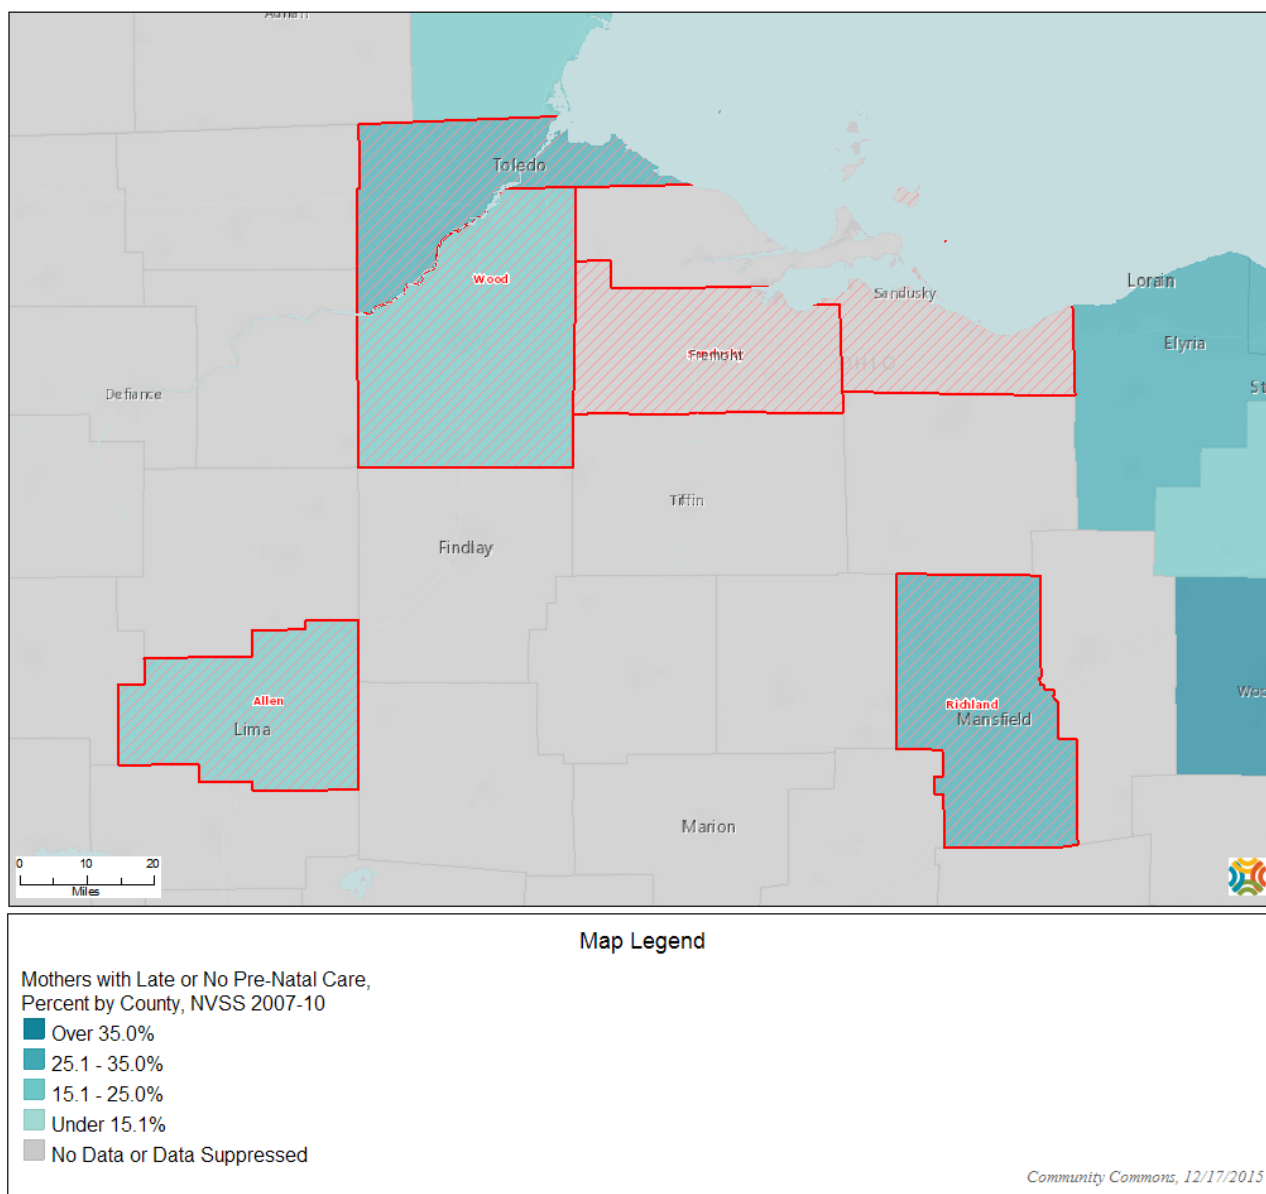 Adrian
Toledo
Wood
Sandusky
Lorain
Fremont
OHIO
Elyria
Defiance
Tiffin
Findlay
Allen
Lima
Richland
Mansfield
Marion
0 10 20
Miles
Map Legend
Mothers with Late or No Pre-Natal Care,
Percent by County, NVSS 2007-10
Over 35.0%
25.1 - 35.0%
15.1 - 25.0%
Under 15.1%
No Data or Data Suppressed
Community Commons, 12/17/2015